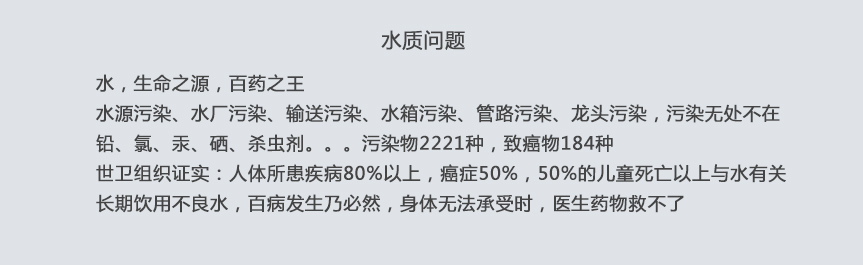 水质问题
水，生命之源，百药之王
水源污染、水厂污染、输送污染、水箱污染、管路污染、龙头污染，污染无处不在
铅、氯、汞、硒、杀虫剂。。。污染物2221种，致癌物184种
世卫组织证实：人体所患疾病80%以上，癌症50%，50%的儿童死亡以上与水有关
长期饮用不良水，百病发生乃必然，身体无法承受时，医生药物救不了